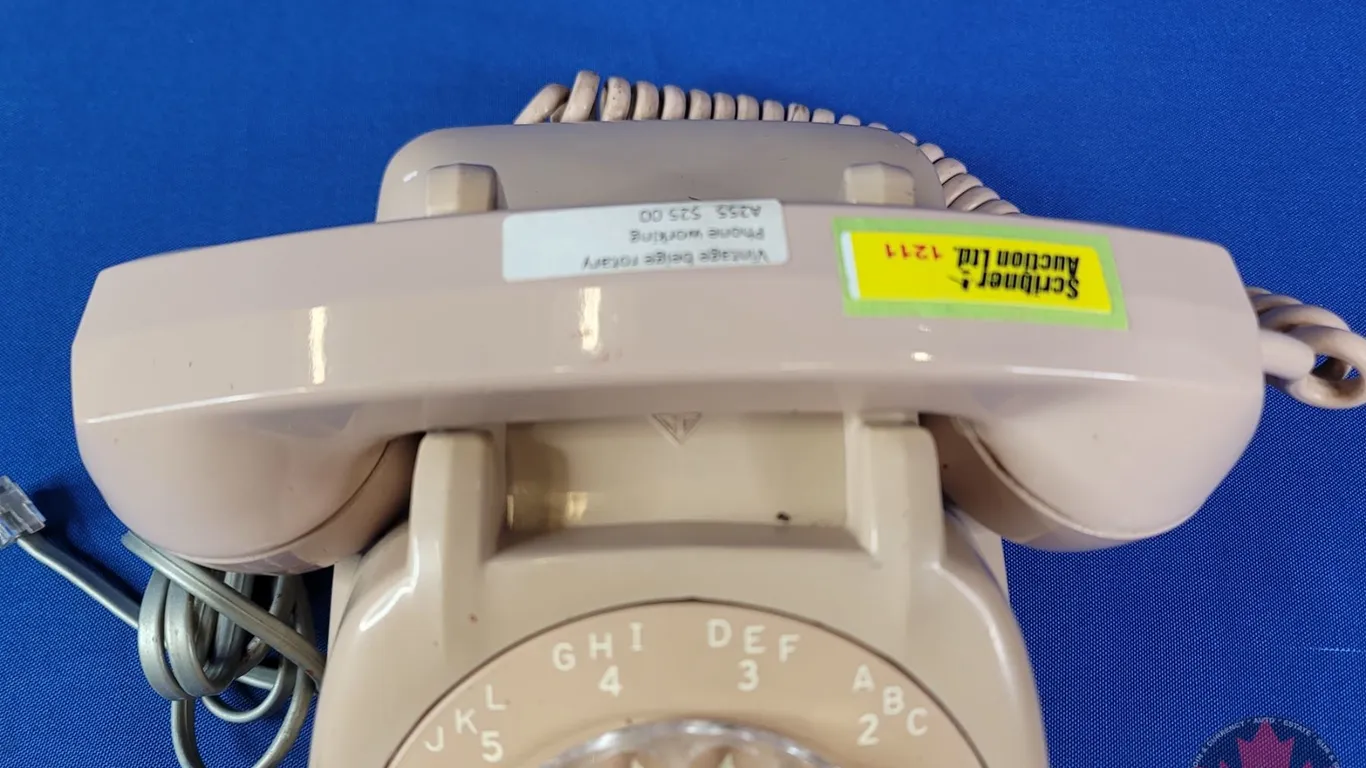 Vintage beige rotary
Phone working
A255 $25.00
Scribner
Auction Ltd. 1211
GHI
4
DEF
3
ABC
2
JKL
5